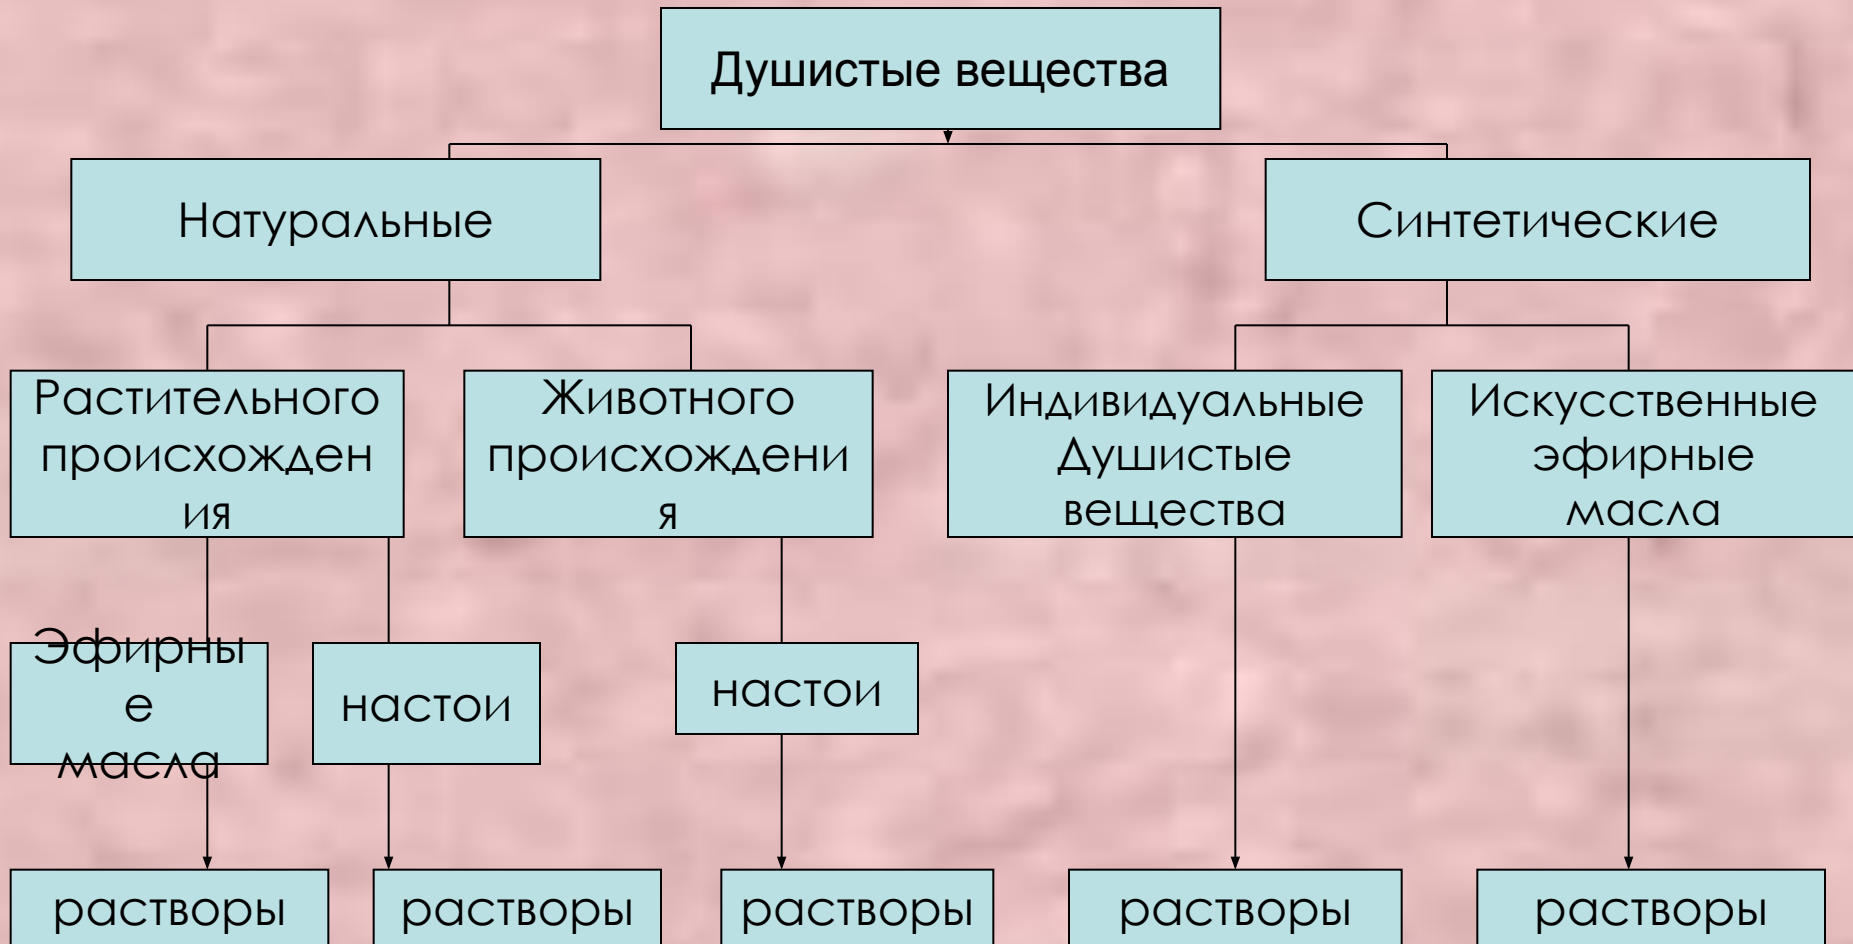 Душистые вещества
Натуральные
Синтетические
Растительного
происхожден
ия
Животного
происхождени
я
Индивидуальные
Душистые
вещества
Искусственные
эфирные
масла
Эфирны
е
масла
настои
настои
растворы
растворы
растворы
растворы
растворы